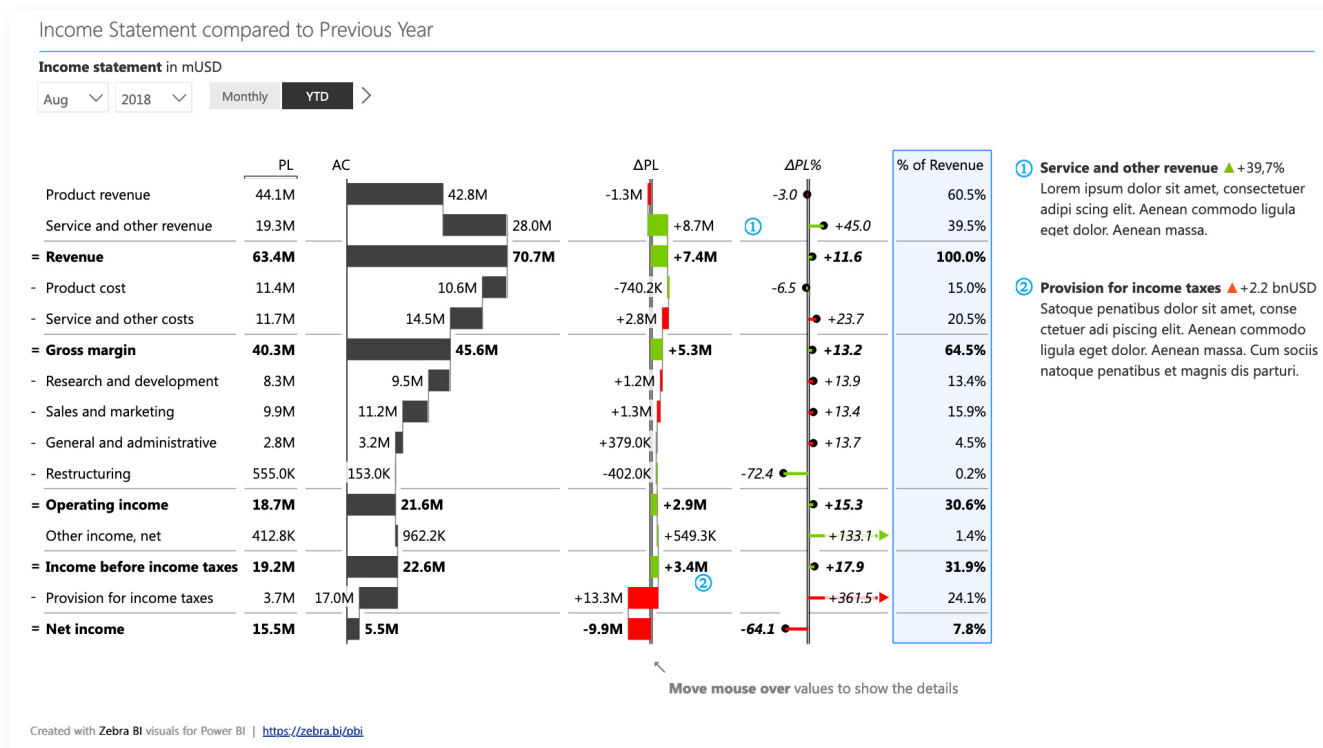 Income Statement compared to Previous Year
Income statement in mUSD
Aug 2018 Monthly YTD
PL AC ΔPL ΔPL% % of Revenue
Product revenue 44.1M 42.8M -1.3M -3.0 60.5%
Service and other revenue 19.3M 28.0M +8.7M 1 +45.0 39.5%
= Revenue 63.4M 70.7M +7.4M +11.6 100.0%
- Product cost 11.4M 10.6M -740.2K -6.5 15.0%
- Service and other costs 11.7M 14.5M +2.8M +23.7 20.5%
= Gross margin 40.3M 45.6M +5.3M +13.2 64.5%
- Research and development 8.3M 9.5M +1.2M +13.9 13.4%
- Sales and marketing 9.9M 11.2M +1.3M +13.4 15.9%
- General and administrative 2.8M 3.2M +379.0K +13.7 4.5%
- Restructuring 555.0K 153.0K -402.0K -72.4 0.2%
= Operating income 18.7M 21.6M +2.9M +15.3 30.6%
Other income, net 412.8K 962.2K +549.3K +133.1 1.4%
= Income before income taxes 19.2M 22.6M +3.4M +17.9 31.9%
2
- Provision for income taxes 3.7M 17.0M +13.3M +361.5 24.1%
= Net income 15.5M 5.5M -9.9M -64.1 7.8%
1 Service and other revenue ▲+39,7%
Lorem ipsum dolor sit amet, consectetuer
adipi scing elit. Aenean commodo ligula
eget dolor. Aenean massa.
2 Provision for income taxes ▲+2.2 bnUSD
Satoque penatibus dolor sit amet, conse
ctetuer adi piscing elit. Aenean commodo
ligula eget dolor. Aenean massa. Cum sociis
natoque penatibus et magnis dis parturi.
Move mouse over values to show the details
Created with Zebra BI visuals for Power BI | https://zebra.bi/pbi